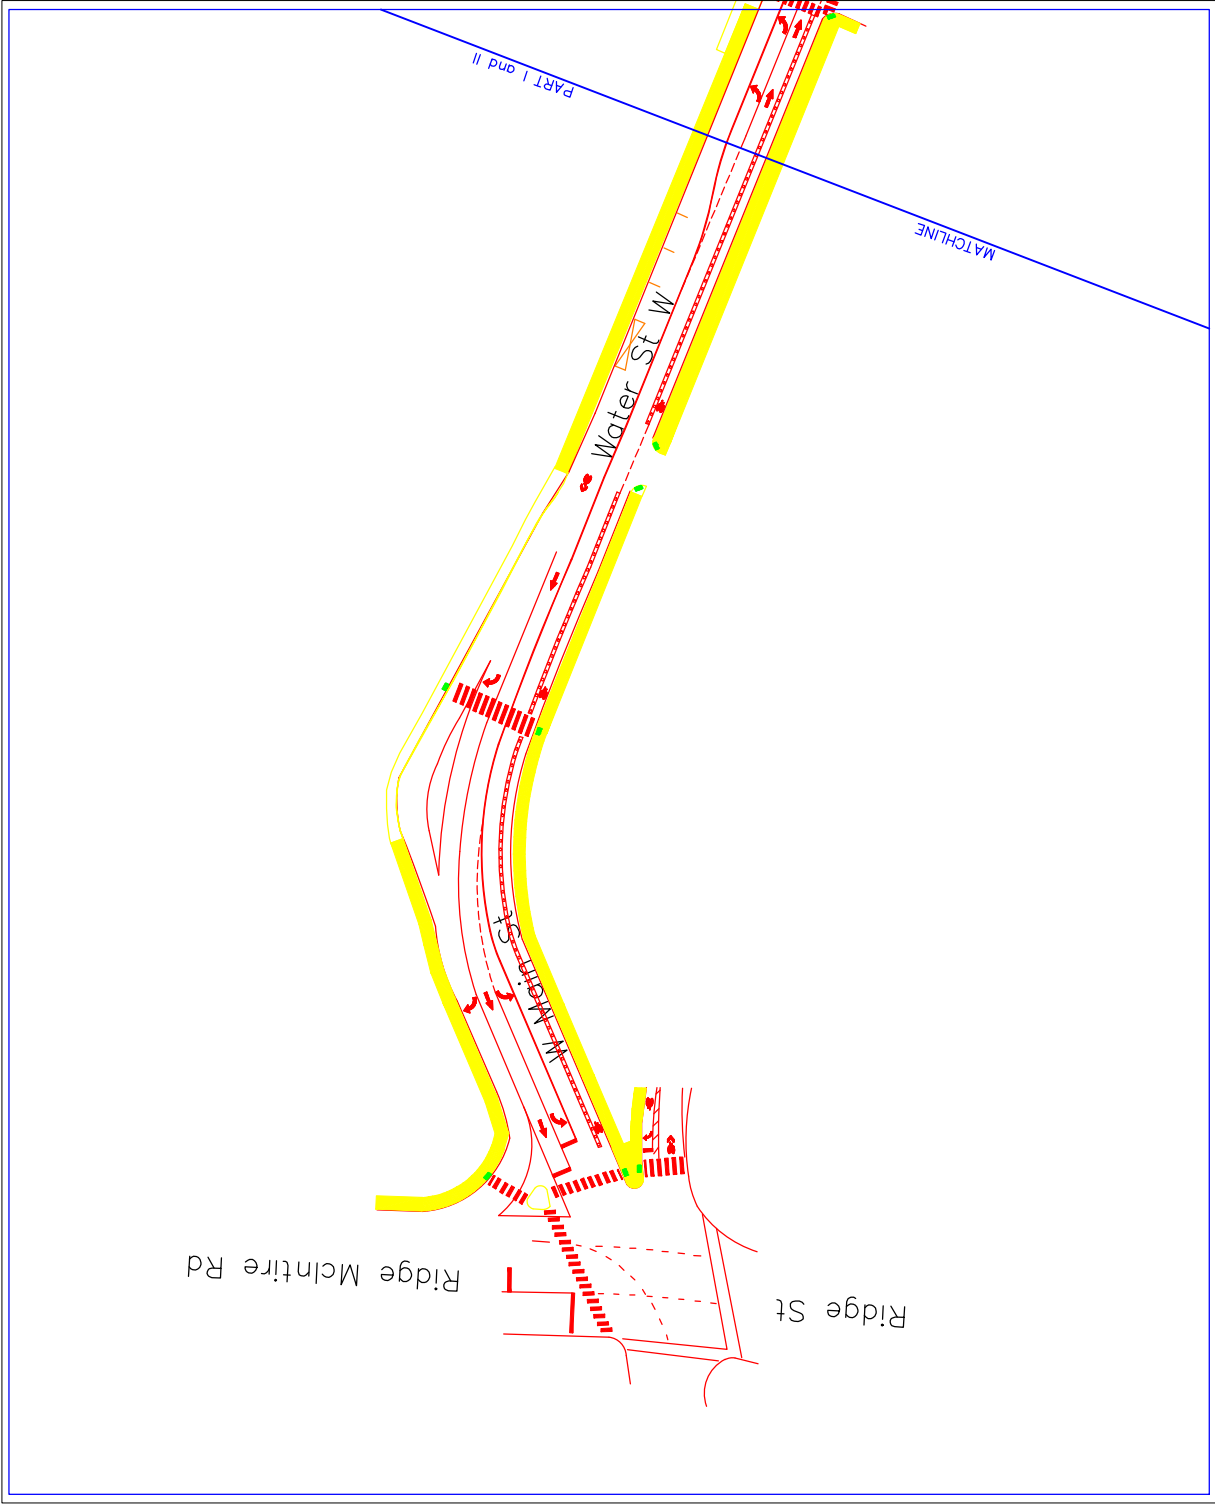 PART I and II
MATCHLINE
Water St W
W Main St
Ridge McIntire Rd
Ridge St